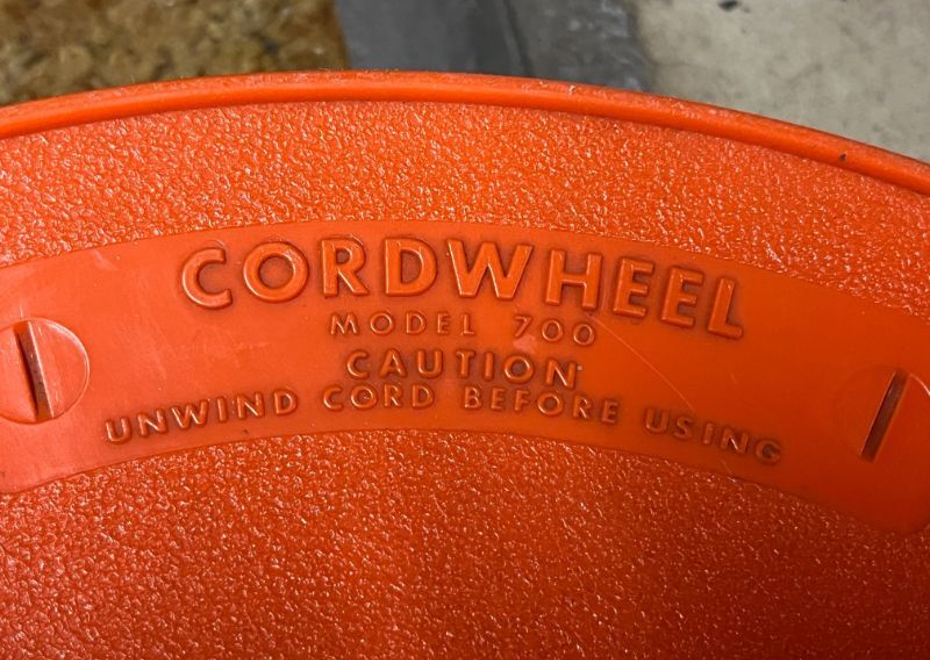 CORDWHEEL
MODEL 700
CAUTION
UNWIND CORD BEFORE USING